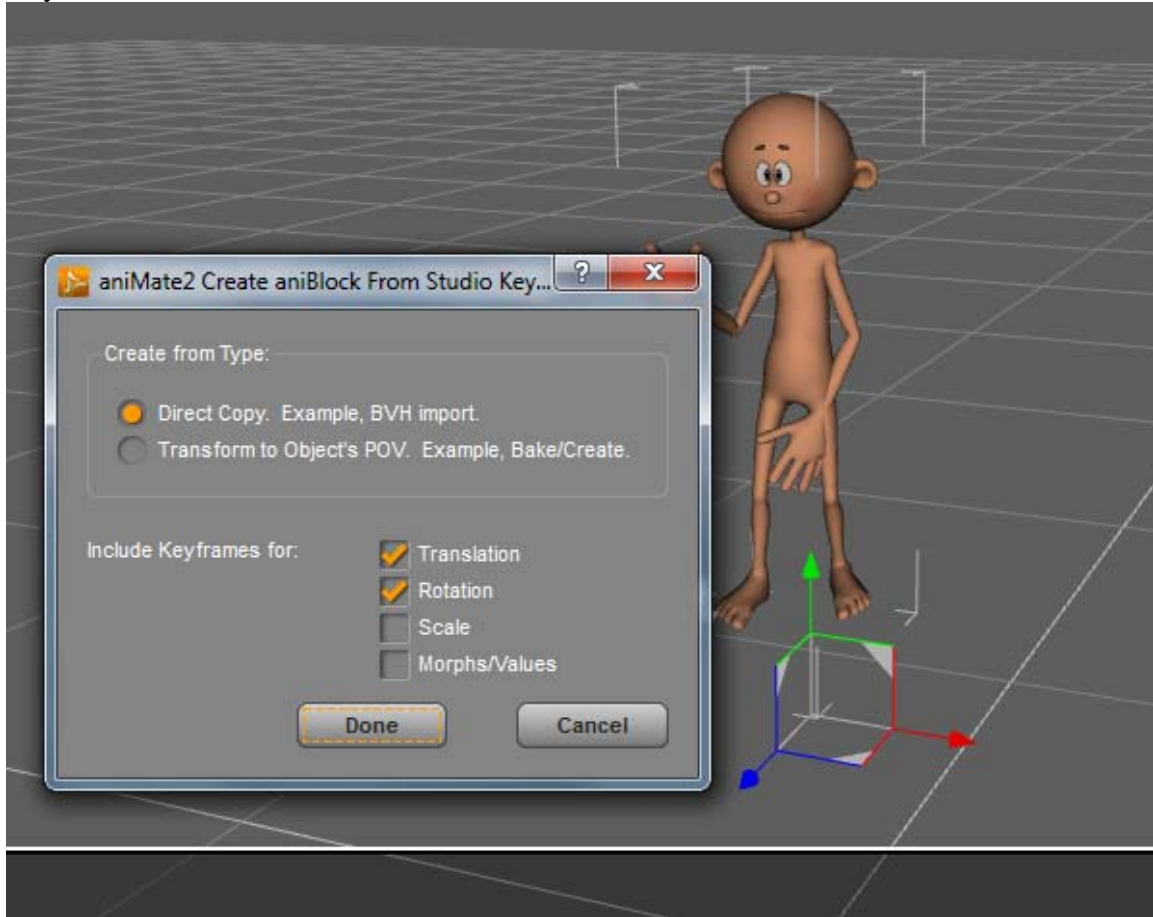 aniMate2 Create aniBlock From Studio Key...
?
X
Create from Type:
Direct Copy. Example, BVH import.
Transform to Object's POV. Example, Bake/Create.
Include Keyframes for:
Translation
Rotation
Scale
Morphs/Values
Done
Cancel